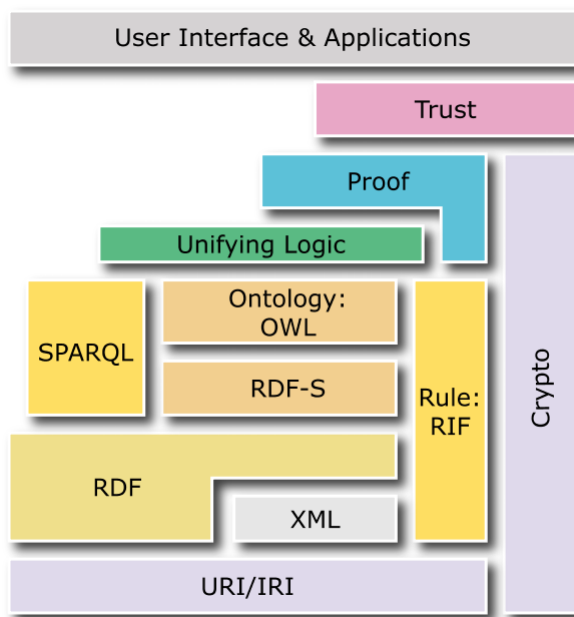 User Interface & Applications
Trust
Proof
Unifying Logic
Ontology:
OWL
SPARQL
RDF-S
Rule:
RIF
Crypto
RDF
XML
URI/IRI